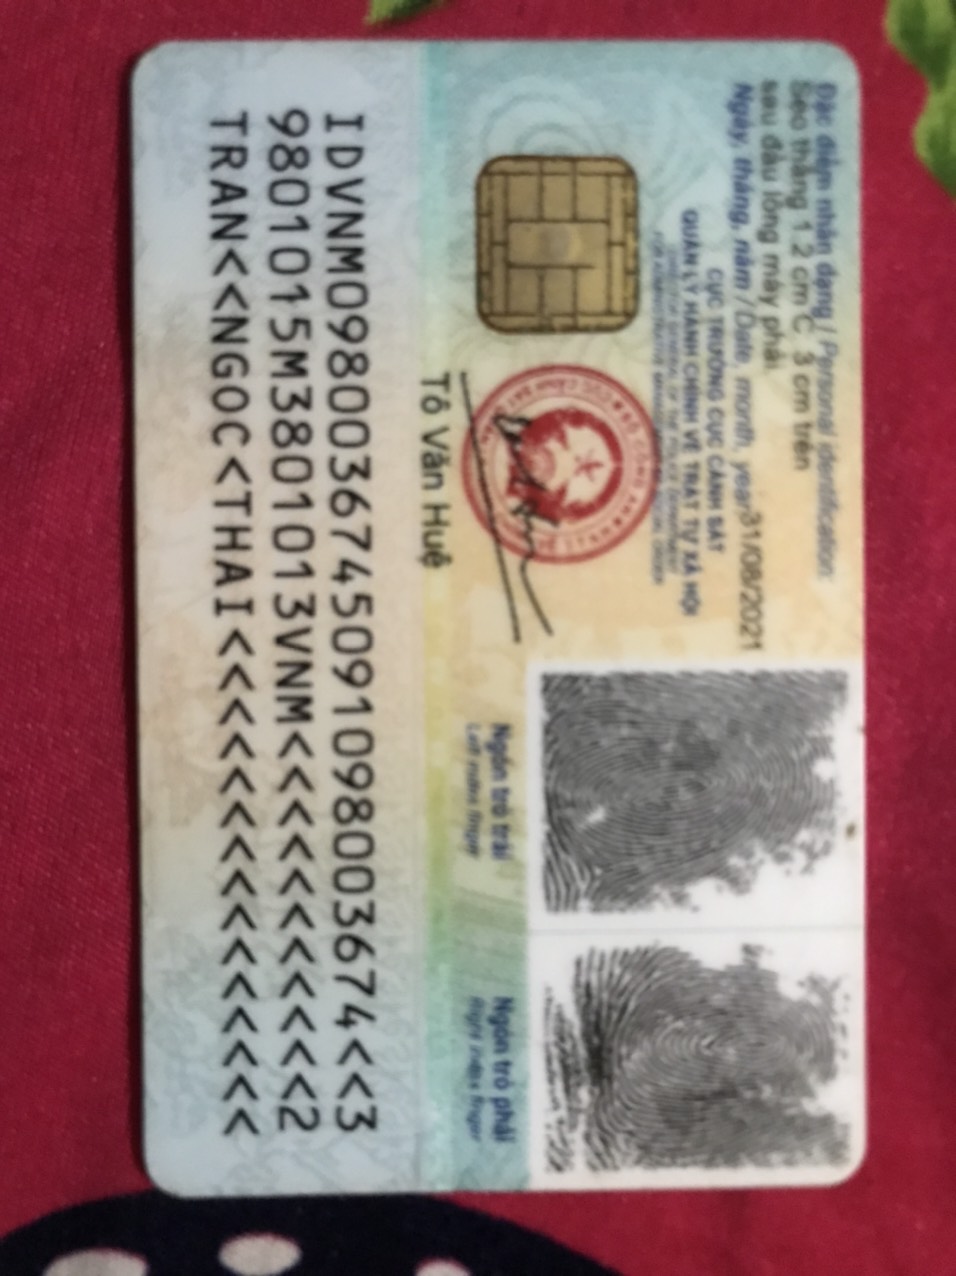 Đặc điểm nhân dạng / Personal identification:
Sẹo thẳng 1.2 cm C. 3 cm trên
sau đầu lông mày phải
Ngày, tháng, năm / Date, month, year: 31/08/2021
CỤC TRƯỞNG CỤC CẢNH SÁT
QUẢN LÝ HÀNH CHÍNH VỀ TRẬT TỰ XÃ HỘI
Tô Văn Huệ
Ngón trỏ trái
Left index finger
Ngón trỏ phải
Right index finger
IDVNM0980036745091098003674<<3
9801015M3801013VNM<<<<<<<<<<<2
TRAN<<NGOC<THAI<<<<<<<<<<<<<<<